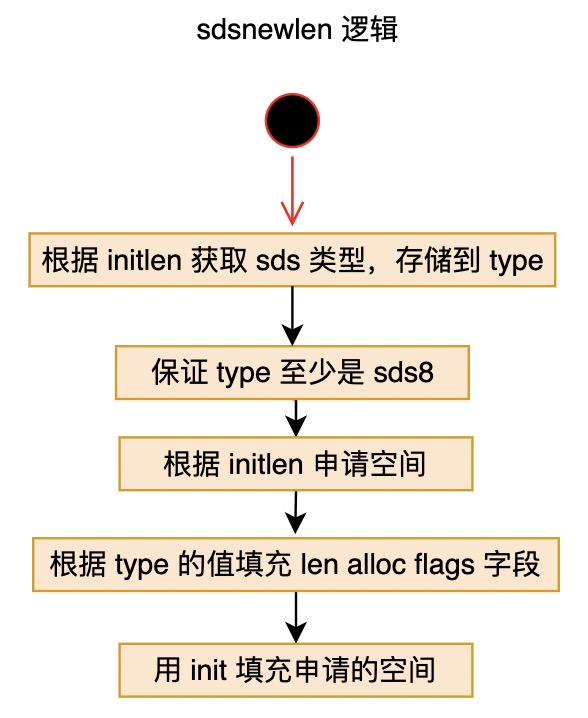 sdsnewlen 逻辑
根据 initlen 获取 sds 类型，存储到 type
保证 type 至少是 sds8
根据 initlen 申请空间
根据 type 的值填充 len alloc flags 字段
用 init 填充申请的空间